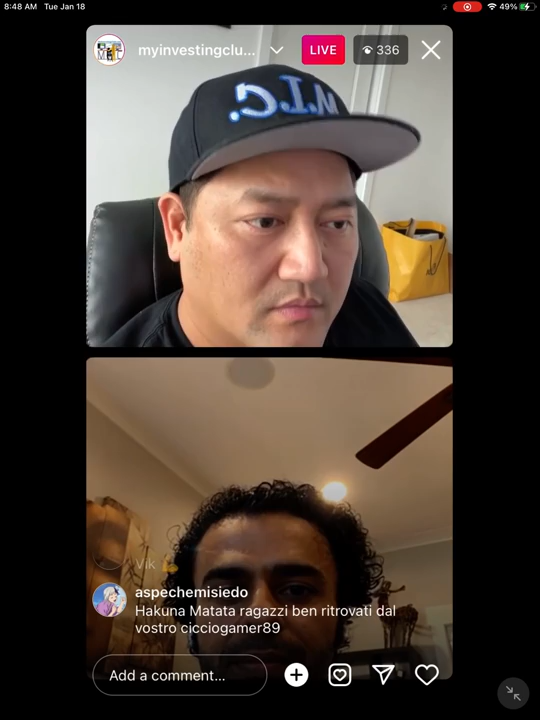 8:48 AM Tue Jan 18
49%
myinvestingclu...
LIVE
336
M.I.C.
Vik
aspechemisiedo
Hakuna Matata ragazzi ben ritrovati dal
vostro cicciogamer89
Add a comment...